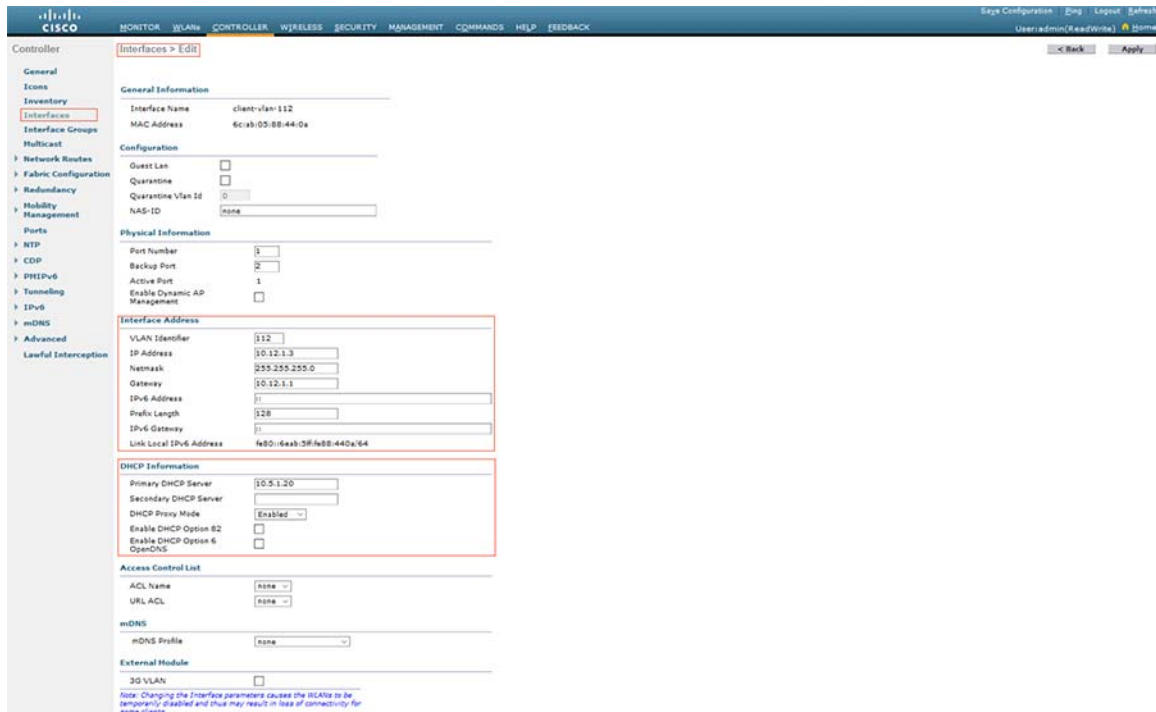 Save Configuration Ping Logout Refresh
CISCO MONITOR WLANs CONTROLLER WIRELESS SECURITY MANAGEMENT COMMANDS HELP FEEDBACK User:admin(ReadWrite) Home
Controller
General
Icons
Inventory
Interfaces
Interface Groups
Multicast
Network Routes
Fabric Configuration
Redundancy
Mobility Management
Ports
NTP
CDP
PMIPv6
Tunneling
IPv6
mDNS
Advanced
Lawful Interception
Interfaces > Edit
< Back Apply
General Information
Interface Name client-vlan-112
MAC Address 6c:ab:05:88:44:0a
Configuration
Guest Lan
Quarantine
Quarantine Vlan Id 0
NAS-ID none
Physical Information
Port Number 1
Backup Port 2
Active Port 1
Enable Dynamic AP
Management
Interface Address
VLAN Identifier 112
IP Address 10.12.1.3
Netmask 255.255.255.0
Gateway 10.12.1.1
IPv6 Address ::
Prefix Length 128
IPv6 Gateway ::
Link Local IPv6 Address fe80::6eab:5ff:fe88:440a/64
DHCP Information
Primary DHCP Server 10.5.1.20
Secondary DHCP Server
DHCP Proxy Mode Enabled
Enable DHCP Option 82
Enable DHCP Option 6
OpenDNS
Access Control List
ACL Name none
URL ACL none
mDNS
mDNS Profile none
External Module
3G VLAN
Note: Changing the Interface parameters causes the WLANs to be
temporarily disabled and thus may result in loss of connectivity for
some clients.